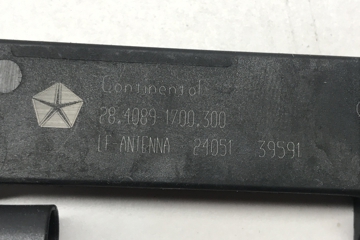 Continental
28.4089 1700.300
LF ANTENNA 24051 39591